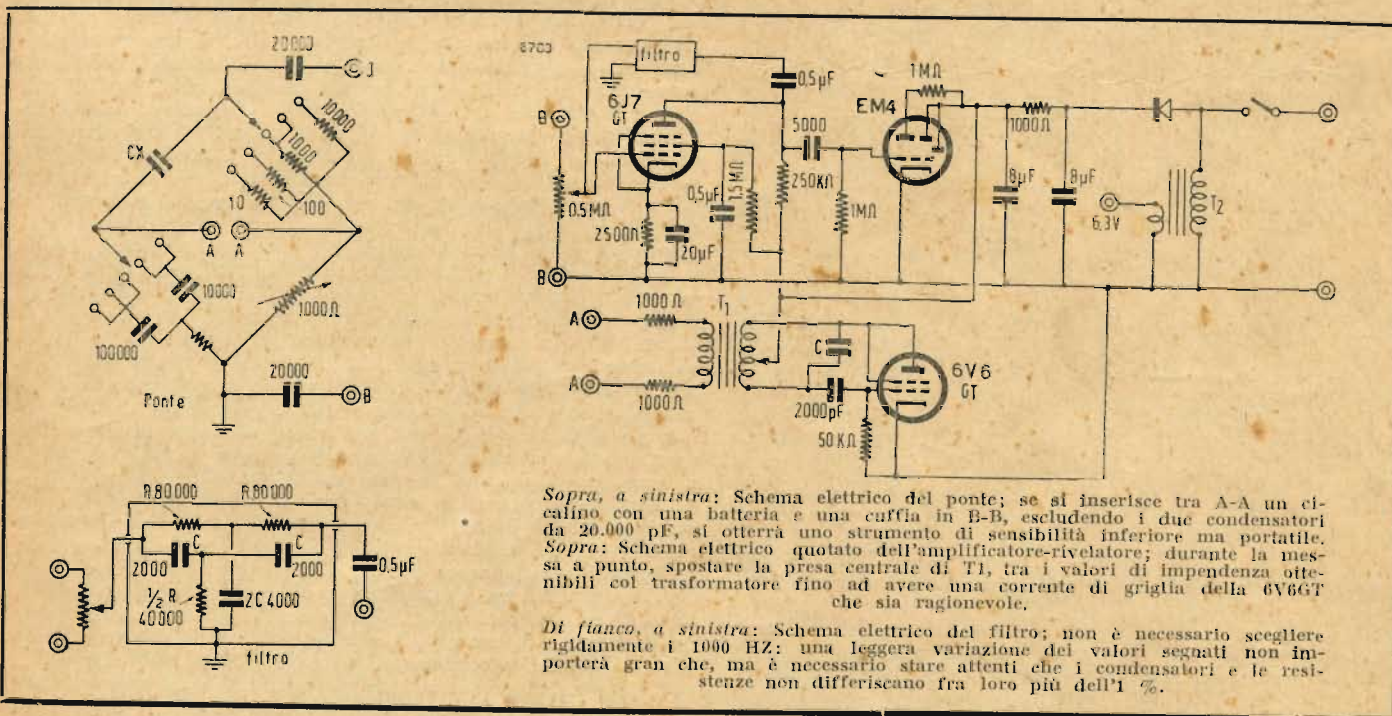 20000
J
CX
10000
1000
10
100
A
A
10000
1000Ω
100000
20000
B
Ponte
6703
filtro
0,5µF
6J7
GT
B
0.5MΩ
2500Ω
20µF
0,5µF
1,5MΩ
250KΩ
5000
1MΩ
EM4
1MΩ
1000Ω
8µF
8µF
6,3V
T2
B
A
1000Ω
T1
A
1000Ω
C
2000pF
50KΩ
6V6
GT
R.80000
R.80000
C
2000
C
2000
½ R
40000
2C 4000
0,5µF
filtro
Sopra, a sinistra: Schema elettrico del ponte; se si inserisce tra A-A un ci-
calino con una batteria e una cuffia in B-B, escludendo i due condensatori
da 20.000 pF, si otterrà uno strumento di sensibilità inferiore ma portatile.
Sopra: Schema elettrico quotato dell'amplificatore-rivelatore; durante la mes-
sa a punto, spostare la presa centrale di T1, tra i valori di impendenza otte-
nibili col trasformatore fino ad avere una corrente di griglia della 6V6GT
che sia ragionevole.
Di fianco, a sinistra: Schema elettrico del filtro; non è necessario scegliere
rigidamente i 1000 HZ: una leggera variazione dei valori segnati non im-
porterà gran che, ma è necessario stare attenti che i condensatori e le resi-
stenze non differiscano fra loro più dell'1 %.